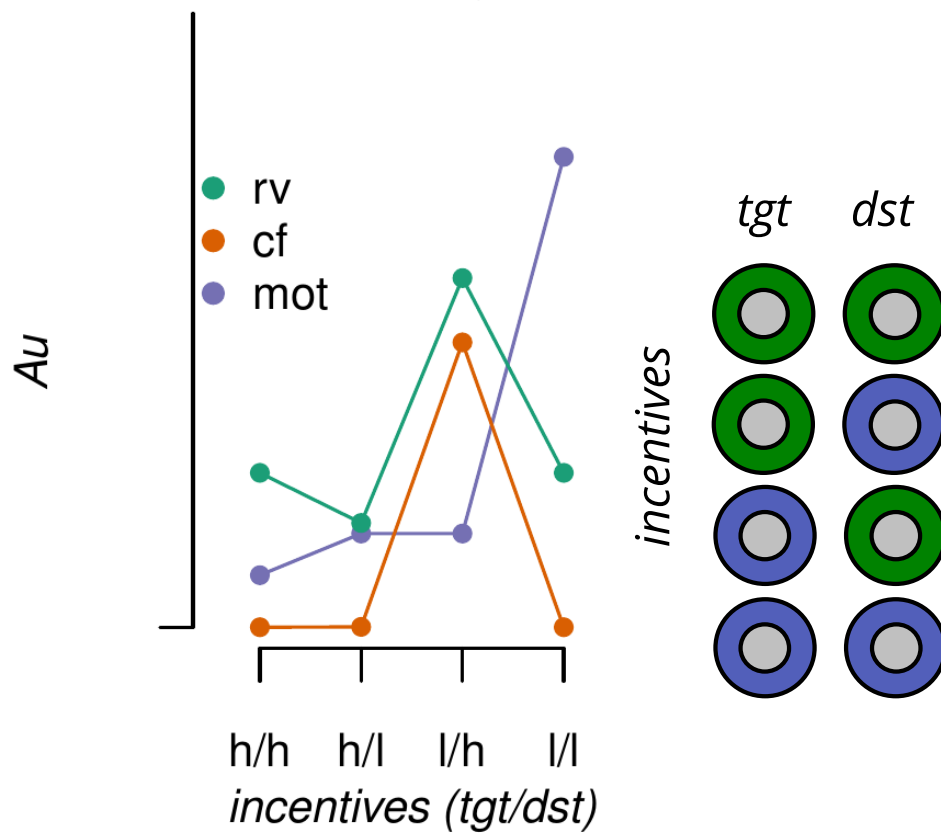 Au
rv
cf
mot
h/h h/l l/h l/l
incentives (tgt/dst)
tgt dst
incentives